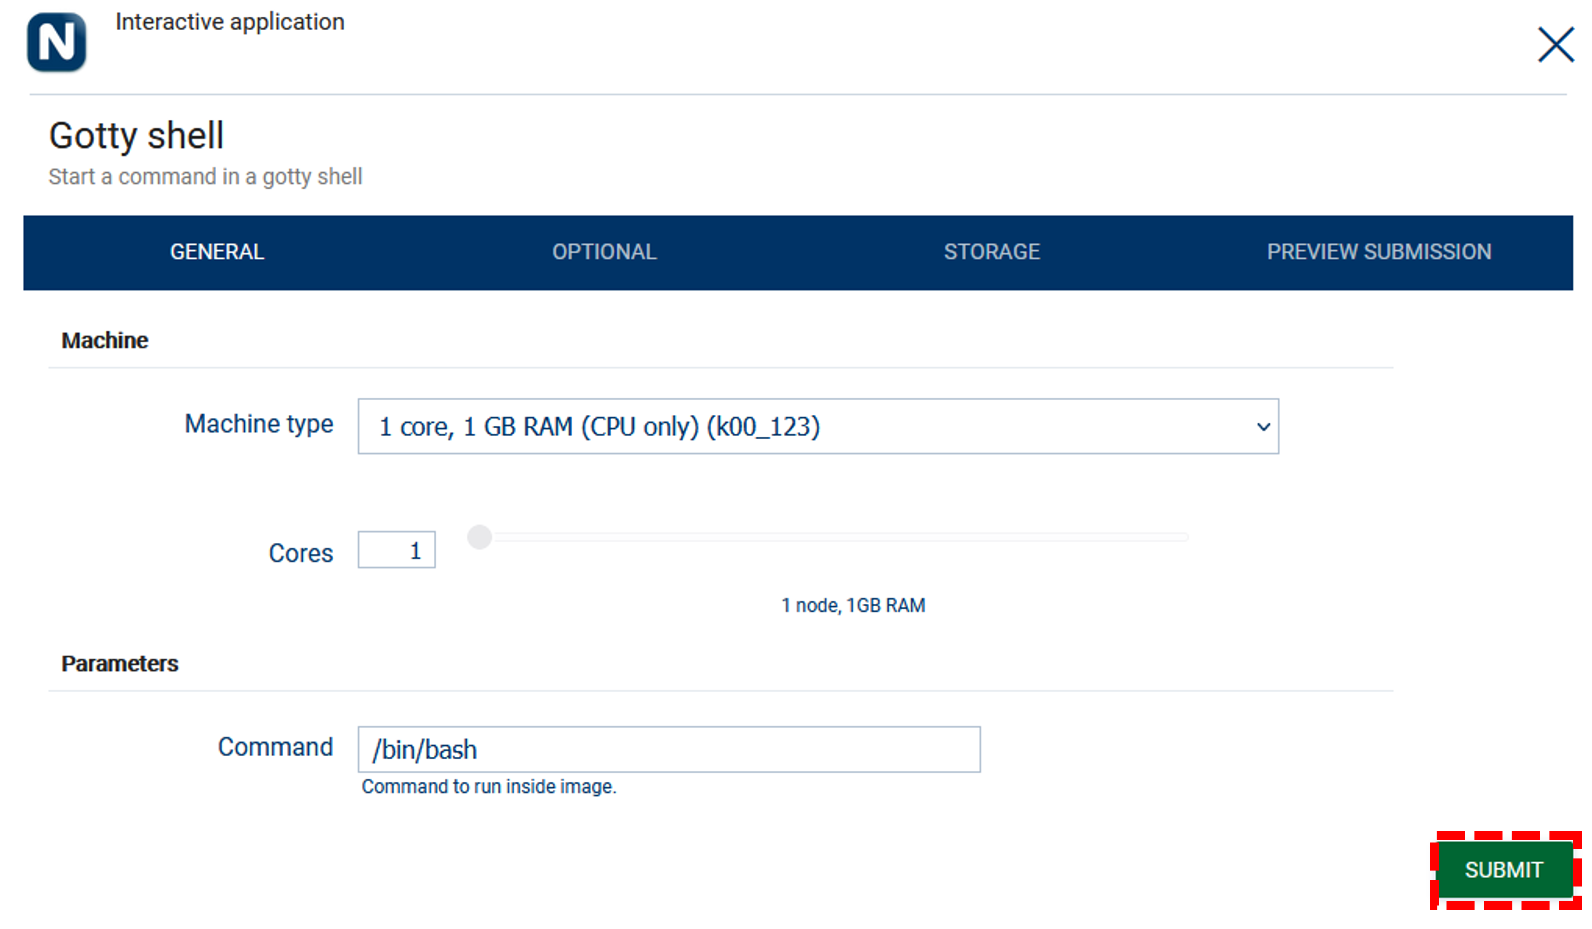 N
Interactive application
Gotty shell
Start a command in a gotty shell
GENERAL OPTIONAL STORAGE PREVIEW SUBMISSION
Machine
Machine type 1 core, 1 GB RAM (CPU only) (k00_123)
Cores 1
1 node, 1GB RAM
Parameters
Command /bin/bash
Command to run inside image.
SUBMIT